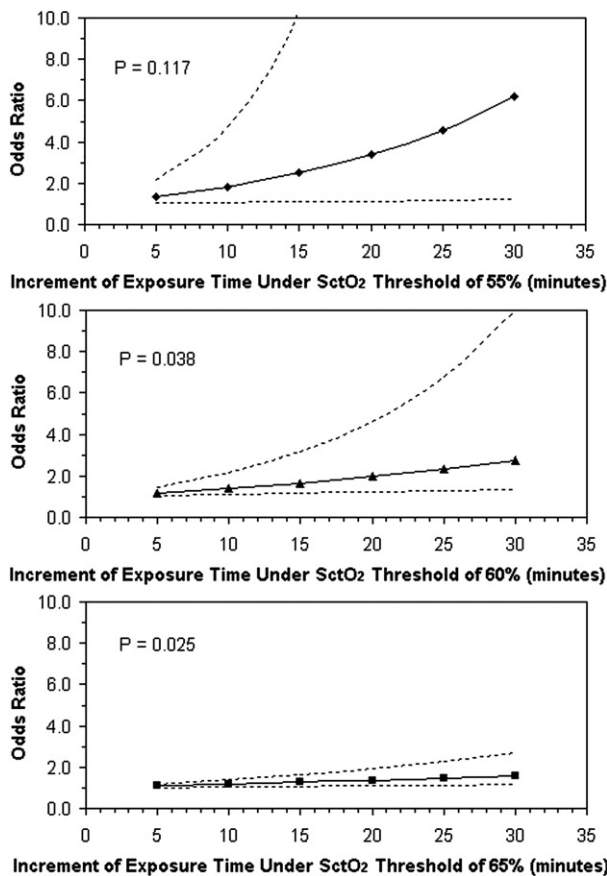 10.0
8.0
6.0
4.0
2.0
0.0
Odds Ratio
P = 0.117
0 5 10 15 20 25 30 35
Increment of Exposure Time Under SctO2 Threshold of 55% (minutes)
10.0
8.0
6.0
4.0
2.0
0.0
Odds Ratio
P = 0.038
0 5 10 15 20 25 30 35
Increment of Exposure Time Under SctO2 Threshold of 60% (minutes)
10.0
8.0
6.0
4.0
2.0
0.0
Odds Ratio
P = 0.025
0 5 10 15 20 25 30 35
Increment of Exposure Time Under SctO2 Threshold of 65% (minutes)